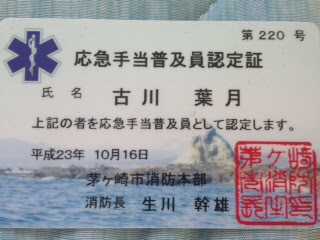 第220号
応急手当普及員認定証
氏名 古川 葉月
上記の者を応急手当普及員として認定します。
平成23年 10月16日
茅ヶ崎市消防本部
消防長 生川 幹雄